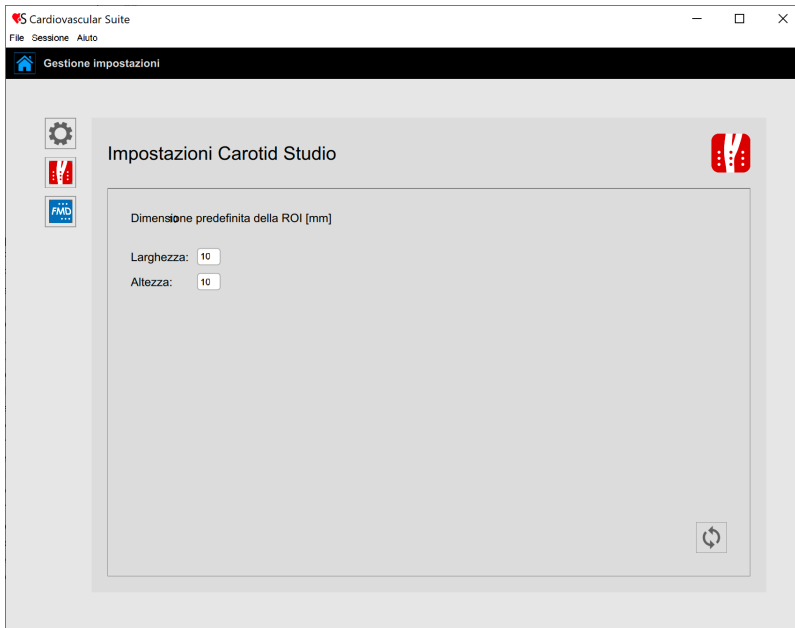 S Cardiovascular Suite
File Sessione Aiuto
Gestione impostazioni
FMD
Impostazioni Carotid Studio
Dimensione predefinita della ROI [mm]
Larghezza: 10
Altezza: 10